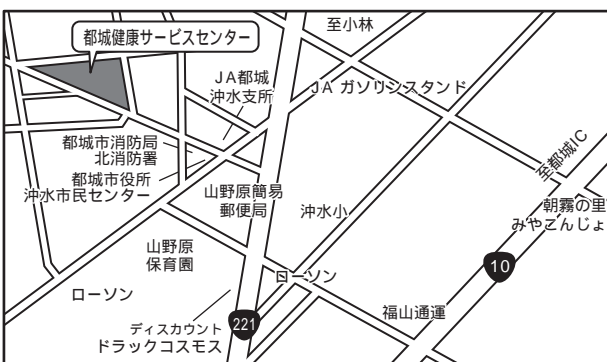 至小林
都城健康サービスセンター
JA都城
沖水支所
JA ガソリンスタンド
都城市消防局
北消防署
都城市役所
沖水市民センター
至都城IC
山野原簡易
郵便局
沖水小
朝霧の里
みやこんじょ
山野原
保育園
ローソン
10
ローソン
福山通運
221
ディスカウント
ドラックコスモス